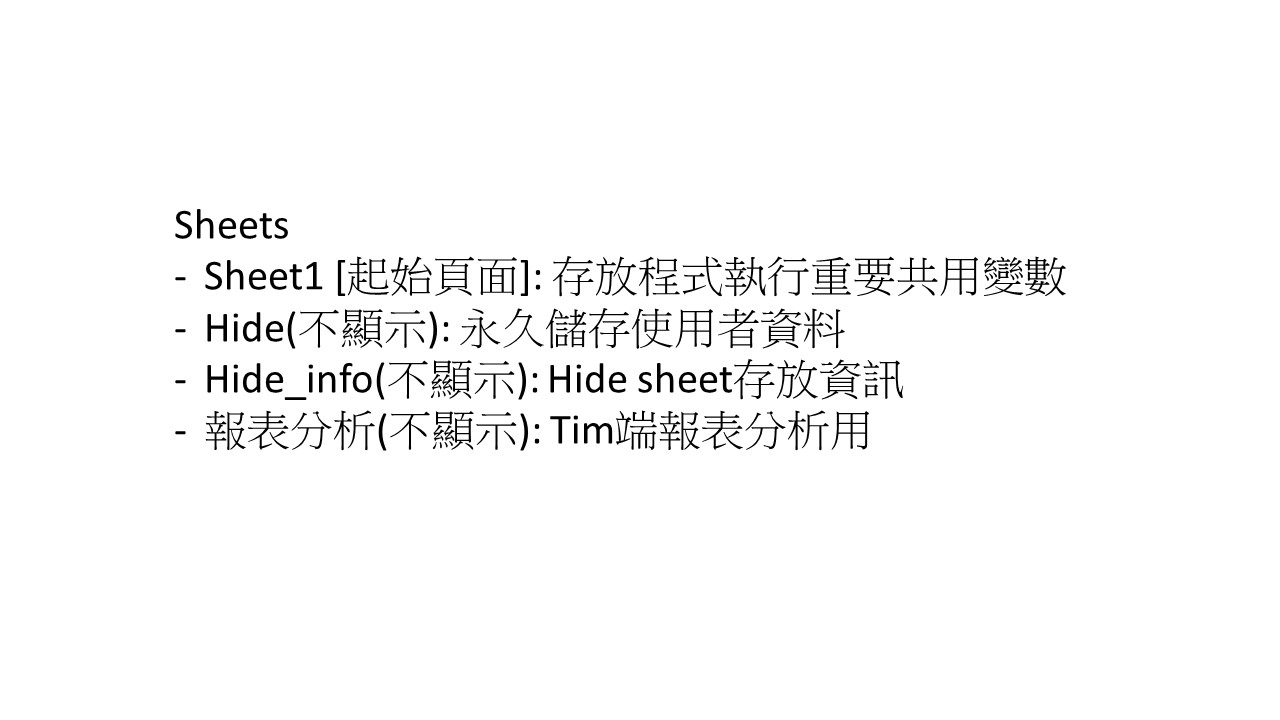 Sheets
- Sheet1 [起始頁面]: 存放程式執行重要共用變數
- Hide(不顯示): 永久儲存使用者資料
- Hide_info(不顯示): Hide sheet存放資訊
- 報表分析(不顯示): Tim端報表分析用